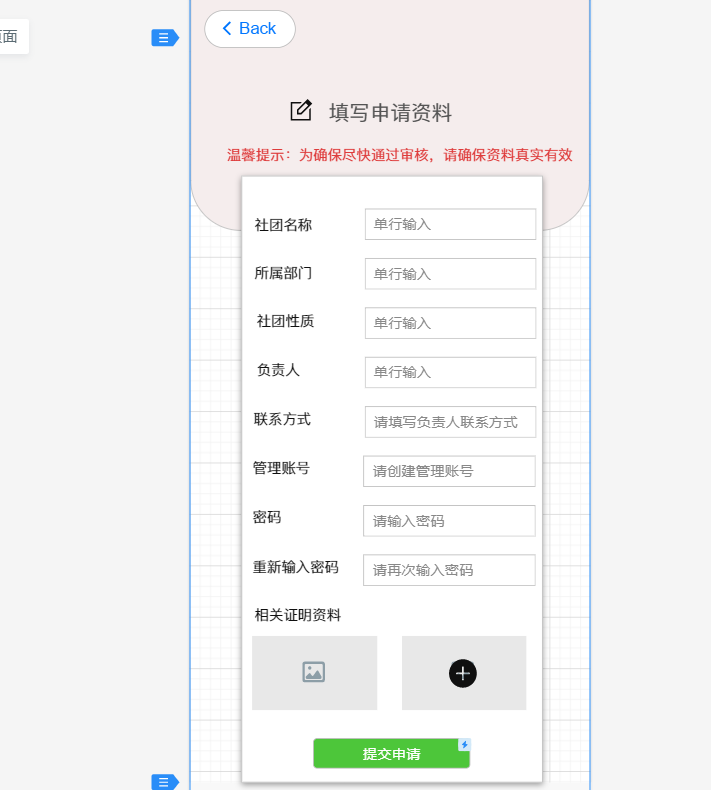 页面
Back
填写申请资料
温馨提示：为确保尽快通过审核，请确保资料真实有效
社团名称 单行输入
所属部门 单行输入
社团性质 单行输入
负责人 单行输入
联系方式 请填写负责人联系方式
管理账号 请创建管理账号
密码 请输入密码
重新输入密码 请再次输入密码
相关证明资料
提交申请